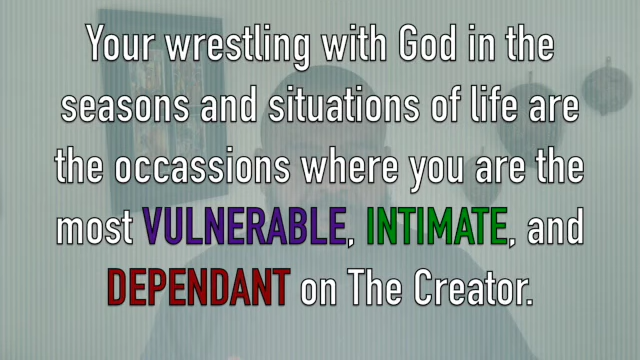 Your wrestling with God in the
seasons and situations of life are
the occassions where you are the
most VULNERABLE, INTIMATE, and
DEPENDANT on The Creator.